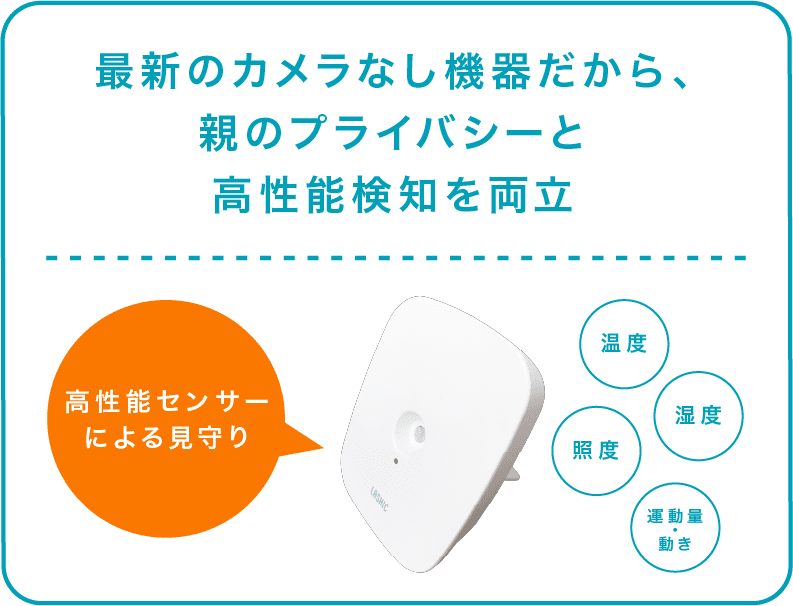 最新のカメラなし機器だから、
親のプライバシーと
高性能検知を両立
高性能センサー
による見守り
LASHIC
温度
湿度
照度
運動量
・
動き